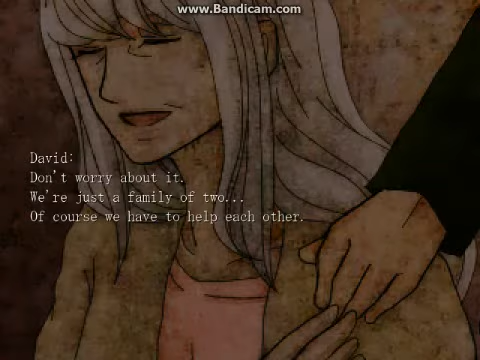 www.Bandicam.com
David:
Don't worry about it.
We're just a family of two...
Of course we have to help each other.